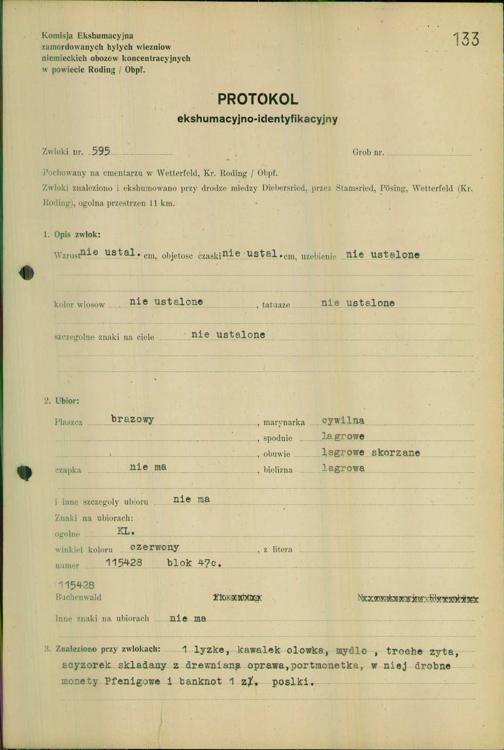 133
Komisja Ekshumacyjna
zamordowanych bylych wiezniow
niemieckich obozow koncentracyjnych
w powiecie Roding / Obpf.
PROTOKOL
ekshumacyjno-identyfikacyjny
Zwloki nr. 595 Grob nr.
Pochowany na cmentarzu w Wetterfeld, Kr. Roding / Obpf.
Zwloki znaleziono i ekshumowano przy drodze miedzy Diebersried, przez Stamsried, Pösing, Wetterfeld (Kr.
Roding), ogolna przestrzen 11 km.
1. Opis zwlok:
Wzrost nie ustal. cm, objetosc czaski nie ustal. cm, uzebienie nie ustalone
kolor wlosow nie ustalone , tatuaze nie ustalone
szczegolne znaki na ciele nie ustalone
2. Ubior:
Plaszcz brazowy , marynarka cywilna
, spodnie lagrowe
, obuwie lagrowe skorzane
czapka nie ma , bielizna lagrowa
i inne szczegoly ubioru nie ma
Znaki na ubiorach:
ogolne KL.
winkiel koloru czerwony , z litera
numer 115428 blok 47c.
115428
Buchenwald
Inne znaki na ubiorach nie ma
3. Znaleziono przy zwlokach: 1 lyzke, kawalek olowka, mydlo , troche zyta,
scyzorek skladany z drewniana oprawa,portmonetka, w niej drobne
monety Pfenigowe i banknot 1 zł. poslki.